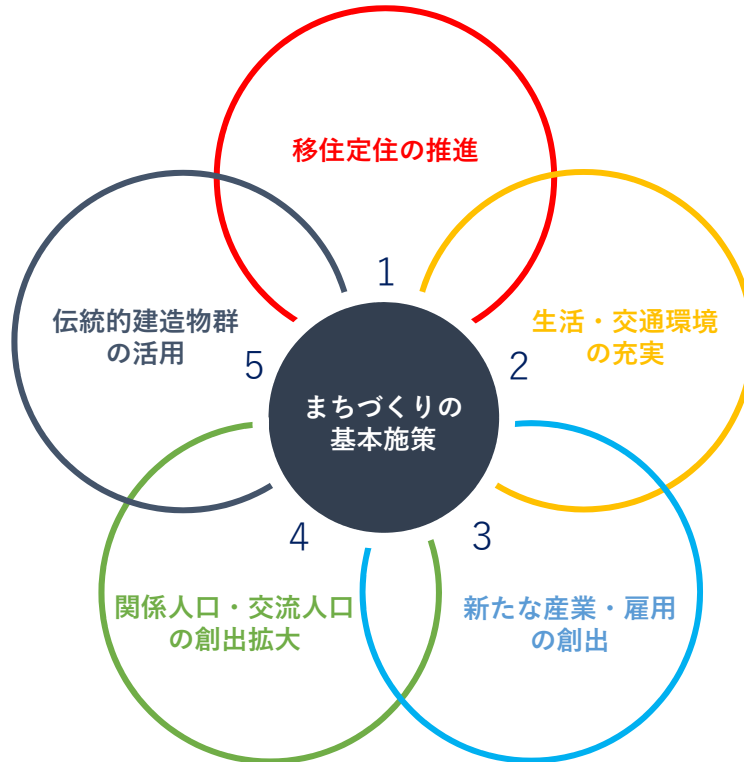 移住定住の推進
1
生活・交通環境
の充実
2
新たな産業・雇用
の創出
3
関係人口・交流人口
の創出拡大
4
伝統的建造物群
の活用
5
まちづくりの
基本施策